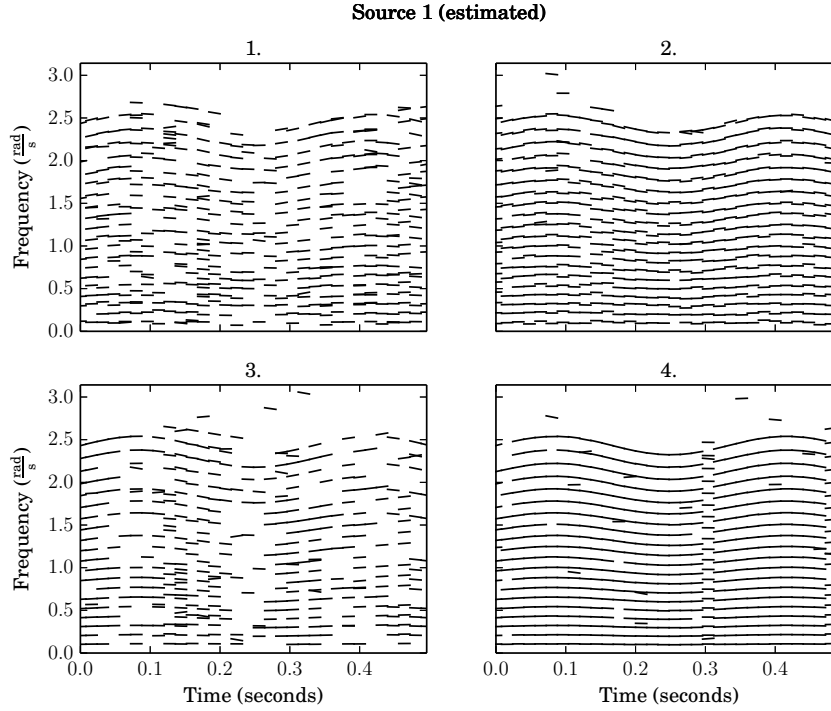 Source 1 (estimated)
1.
2.
3.0
2.5
2.0
1.5
1.0
0.5
0.0
Frequency (rad/s)
3.
4.
3.0
2.5
2.0
1.5
1.0
0.5
0.0
Frequency (rad/s)
0.0 0.1 0.2 0.3 0.4
0.0 0.1 0.2 0.3 0.4
Time (seconds)
Time (seconds)